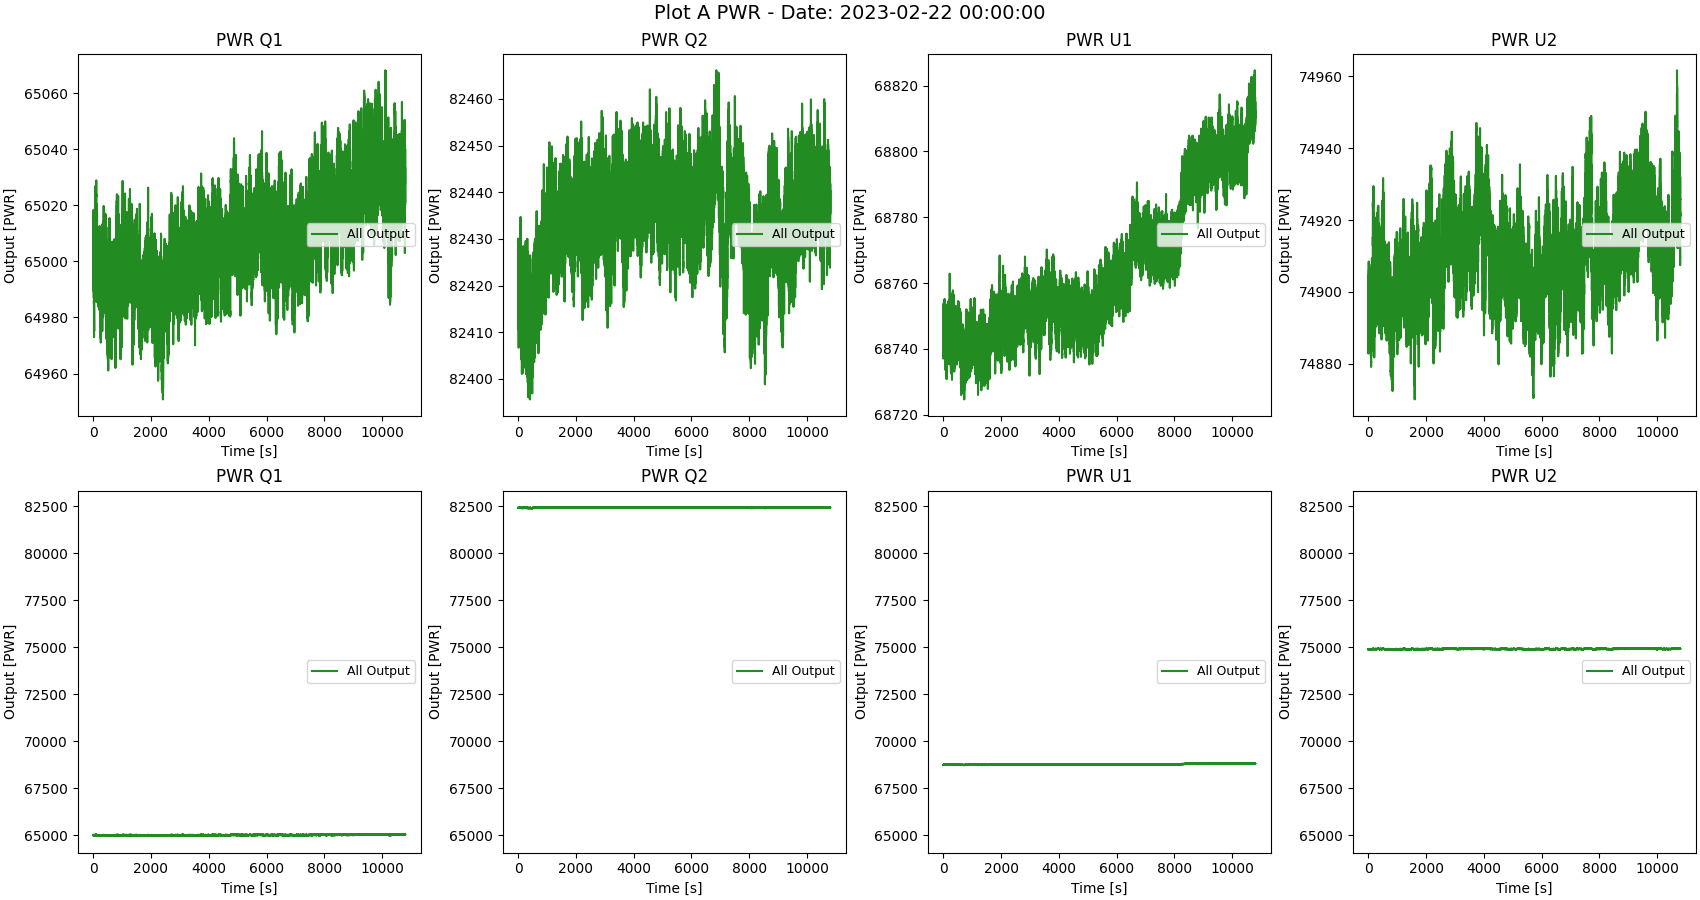 Plot A PWR - Date: 2023-02-22 00:00:00
PWR Q1
Output [PWR]
65060
65040
65020
65000
64980
64960
All Output
0 2000 4000 6000 8000 10000
Time [s]
PWR Q2
Output [PWR]
82460
82450
82440
82430
82420
82410
82400
All Output
0 2000 4000 6000 8000 10000
Time [s]
PWR U1
Output [PWR]
68820
68800
68780
68760
68740
68720
All Output
0 2000 4000 6000 8000 10000
Time [s]
PWR U2
Output [PWR]
74960
74940
74920
74900
74880
All Output
0 2000 4000 6000 8000 10000
Time [s]
PWR Q1
Output [PWR]
82500
80000
77500
75000
72500
70000
67500
65000
All Output
0 2000 4000 6000 8000 10000
Time [s]
PWR Q2
Output [PWR]
82500
80000
77500
75000
72500
70000
67500
65000
All Output
0 2000 4000 6000 8000 10000
Time [s]
PWR U1
Output [PWR]
82500
80000
77500
75000
72500
70000
67500
65000
All Output
0 2000 4000 6000 8000 10000
Time [s]
PWR U2
Output [PWR]
82500
80000
77500
75000
72500
70000
67500
65000
All Output
0 2000 4000 6000 8000 10000
Time [s]